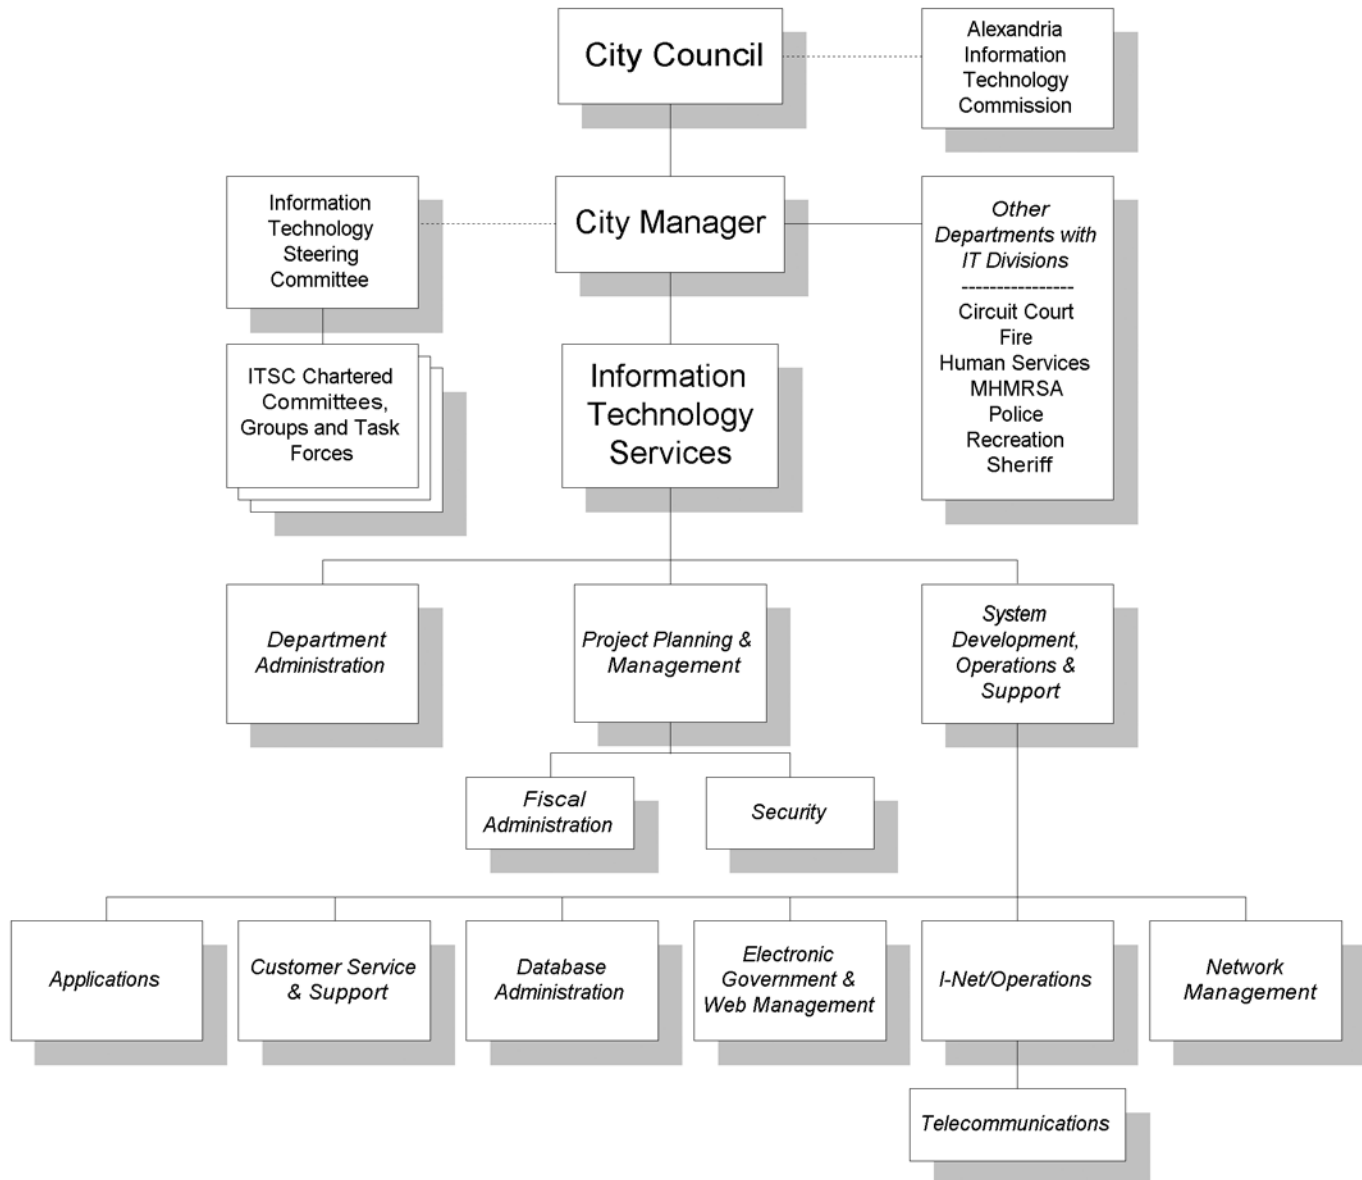 City Council
Alexandria
Information
Technology
Commission
Information
Technology
Steering
Committee
City Manager
Other
Departments with
IT Divisions
----------------
Circuit Court
Fire
Human Services
MHMRSA
Police
Recreation
Sheriff
ITSC Chartered
Committees,
Groups and Task
Forces
Information
Technology
Services
Department
Administration
Project Planning &
Management
System
Development,
Operations &
Support
Fiscal
Administration
Security
Applications
Customer Service
& Support
Database
Administration
Electronic
Government &
Web Management
I-Net/Operations
Network
Management
Telecommunications